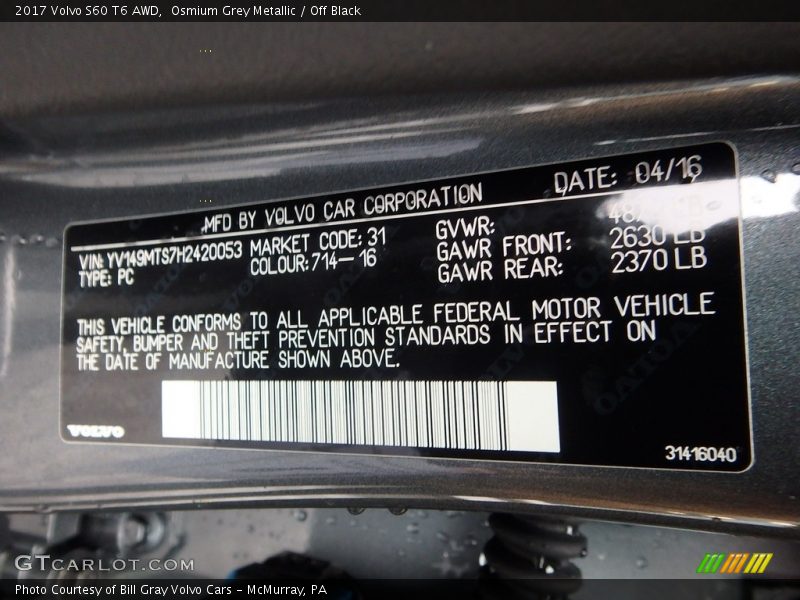 2017 Volvo S60 T6 AWD, Osmium Grey Metallic / Off Black
MFD BY VOLVO CAR CORPORATION
DATE: 04/16
VIN: YV149MTS7H2420053
TYPE: PC
MARKET CODE: 31
COLOUR: 714-16
GVWR:
GAWR FRONT: 2630 LB
GAWR REAR: 2370 LB
THIS VEHICLE CONFORMS TO ALL APPLICABLE FEDERAL MOTOR VEHICLE
SAFETY, BUMPER AND THEFT PREVENTION STANDARDS IN EFFECT ON
THE DATE OF MANUFACTURE SHOWN ABOVE.
VOLVO
31416040
GTCARLOT.COM
Photo Courtesy of Bill Gray Volvo Cars – McMurray, PA